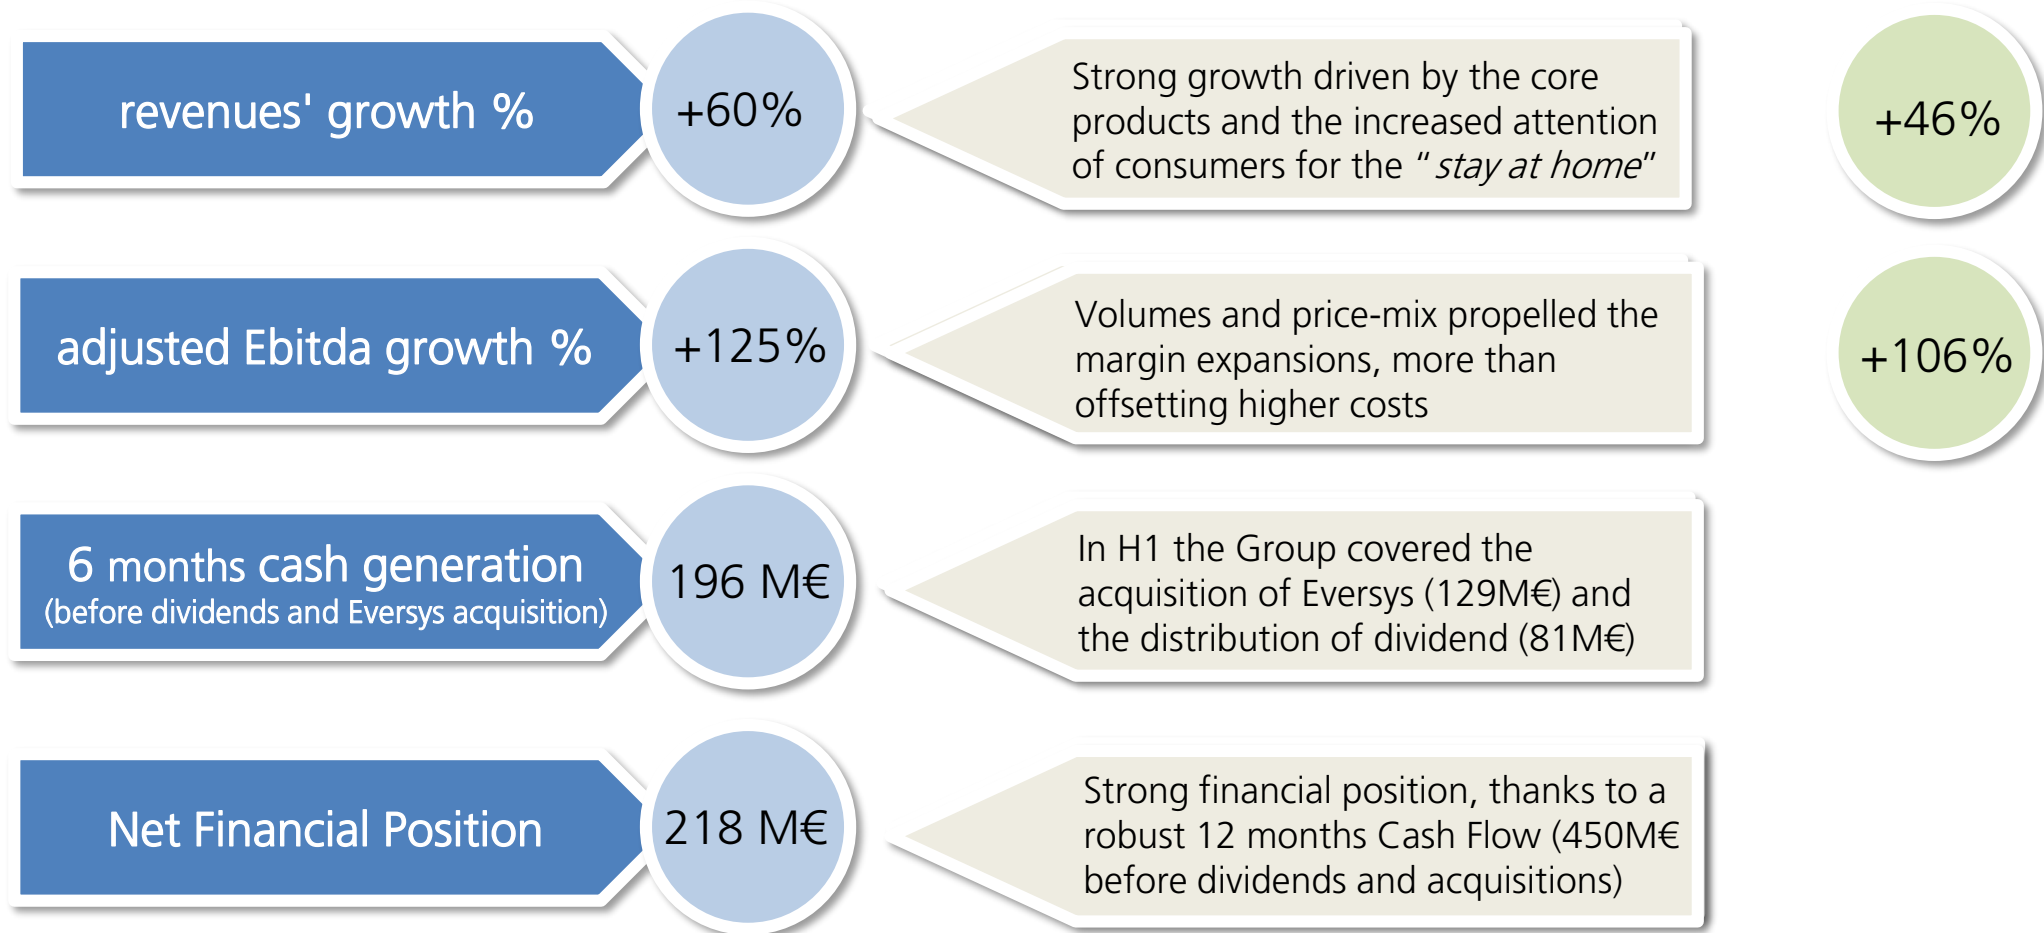 revenues' growth %
+60%
Strong growth driven by the core
products and the increased attention
of consumers for the "stay at home"
+46%
adjusted Ebitda growth %
+125%
Volumes and price-mix propelled the
margin expansions, more than
offsetting higher costs
+106%
6 months cash generation
(before dividends and Eversys acquisition)
196 M€
In H1 the Group covered the
acquisition of Eversys (129M€) and
the distribution of dividend (81M€)
Net Financial Position
218 M€
Strong financial position, thanks to a
robust 12 months Cash Flow (450M€
before dividends and acquisitions)